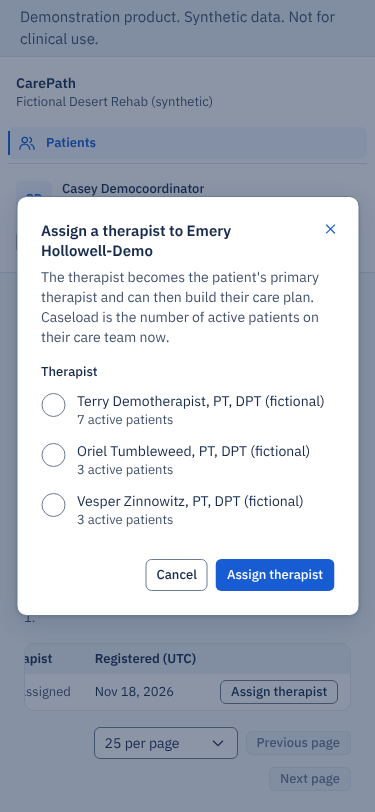 Demonstration product. Synthetic data. Not for
clinical use.
CarePath
Fictional Desert Rehab (synthetic)
Patients
Casey Democoordinator
Assign a therapist to Emery
Hollowell-Demo
The therapist becomes the patient's primary
therapist and can then build their care plan.
Caseload is the number of active patients on
their care team now.
Therapist
Terry Demotherapist, PT, DPT (fictional)
7 active patients
Oriel Tumbleweed, PT, DPT (fictional)
3 active patients
Vesper Zinnowitz, PT, DPT (fictional)
3 active patients
Cancel Assign therapist
1.
apist Registered (UTC)
ssigned Nov 18, 2026 Assign therapist
25 per page Previous page
Next page